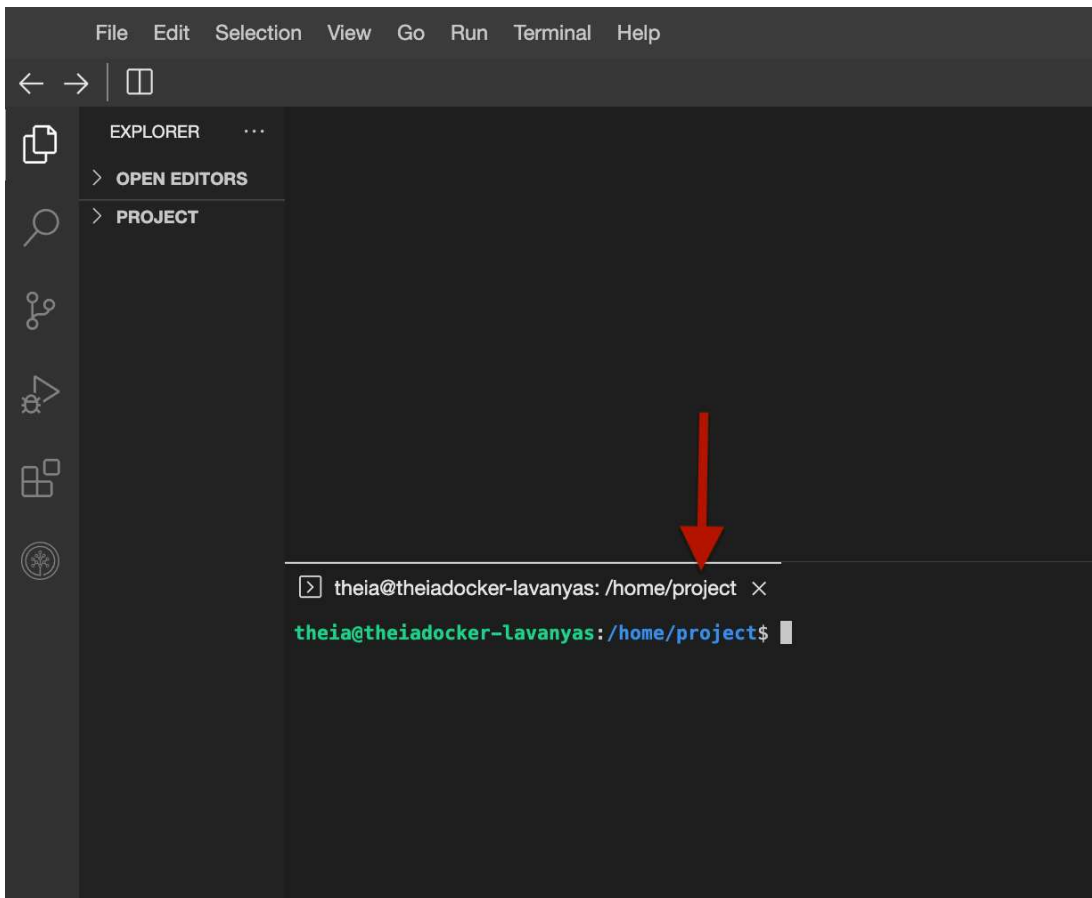 File Edit Selection View Go Run Terminal Help
EXPLORER ...
OPEN EDITORS
PROJECT
theia@theiadocker-lavanyas: /home/project
theia@theiadocker-lavanyas:/home/project$